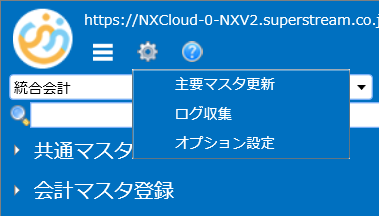 https://NXCloud-0-NXV2.superstream.co.j
統合会計
主要マスタ更新
ログ収集
オプション設定
共通マスタ
会計マスタ登録